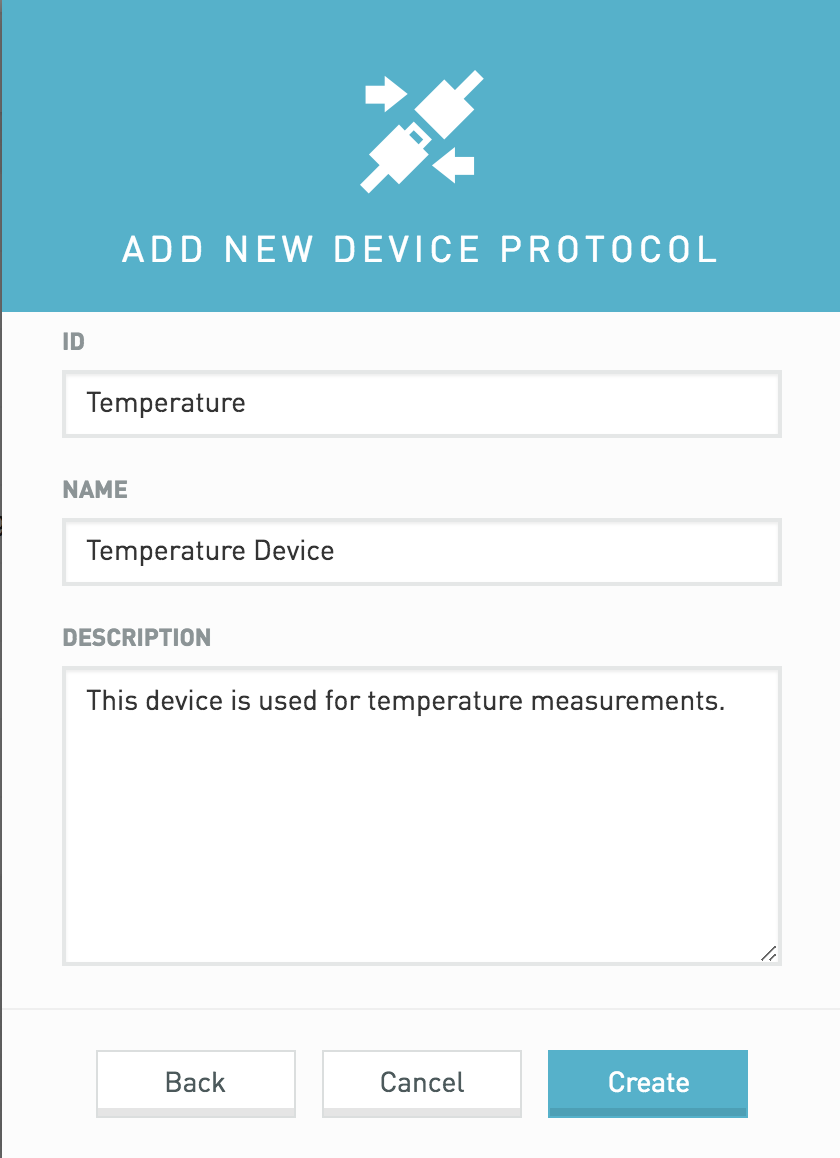 ADD NEW DEVICE PROTOCOL
ID
Temperature
NAME
Temperature Device
DESCRIPTION
This device is used for temperature measurements.
Back Cancel Create